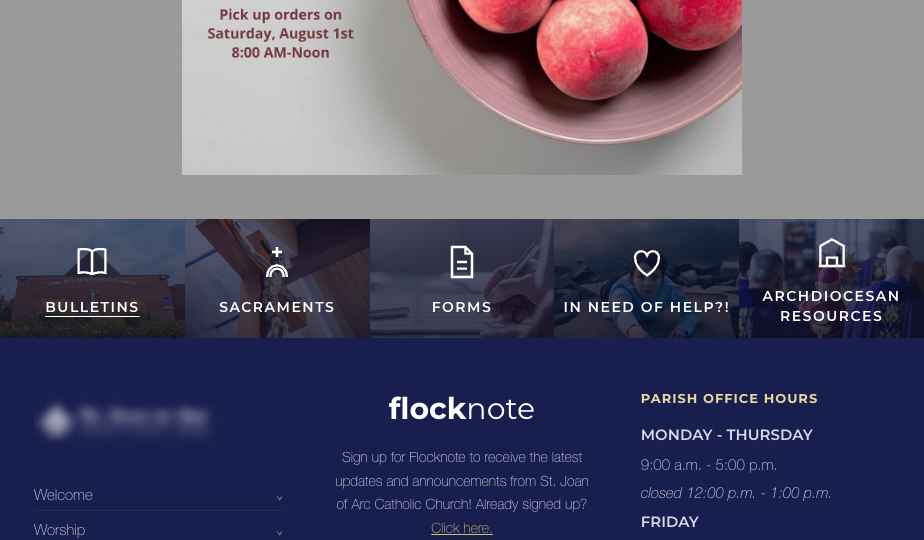 Pick up orders on
Saturday, August 1st
8:00 AM-Noon
BULLETINS
SACRAMENTS
FORMS
IN NEED OF HELP?!
ARCHDIOCESAN
RESOURCES
flocknote
Sign up for Flocknote to receive the latest
updates and announcements from St. Joan
of Arc Catholic Church! Already signed up?
Click here.
Welcome
Worship
PARISH OFFICE HOURS
MONDAY - THURSDAY
9:00 a.m. - 5:00 p.m.
closed 12:00 p.m. - 1:00 p.m.
FRIDAY